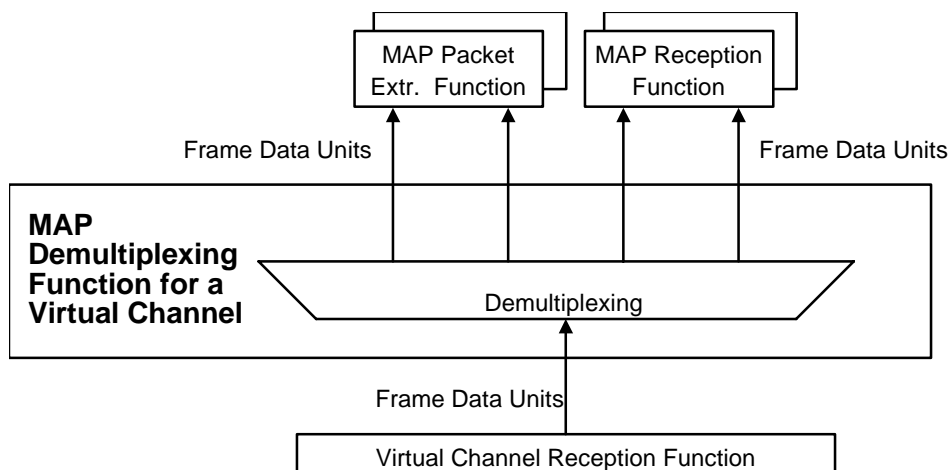 MAP Packet
Extr. Function
MAP Reception
Function
Frame Data Units
Frame Data Units
MAP
Demultiplexing
Function for a
Virtual Channel
Demultiplexing
Frame Data Units
Virtual Channel Reception Function